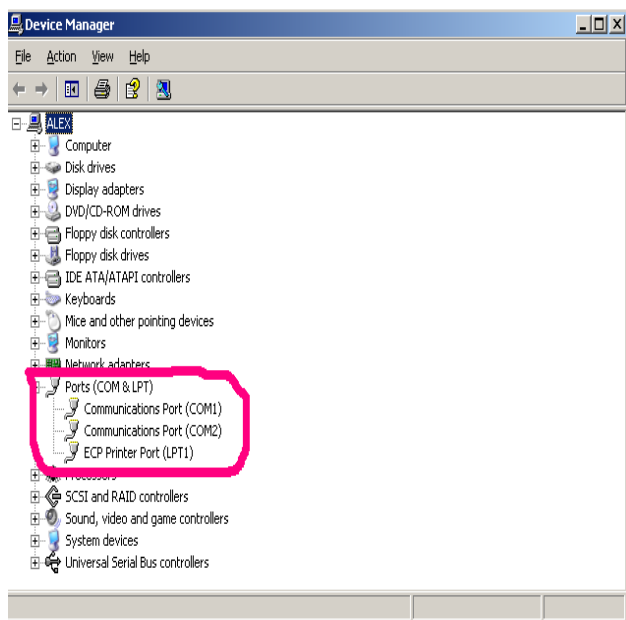 Device Manager
File Action View Help
ALEX
Computer
Disk drives
Display adapters
DVD/CD-ROM drives
Floppy disk controllers
Floppy disk drives
IDE ATA/ATAPI controllers
Keyboards
Mice and other pointing devices
Monitors
Network adapters
Ports (COM & LPT)
Communications Port (COM1)
Communications Port (COM2)
ECP Printer Port (LPT1)
Processors
SCSI and RAID controllers
Sound, video and game controllers
System devices
Universal Serial Bus controllers